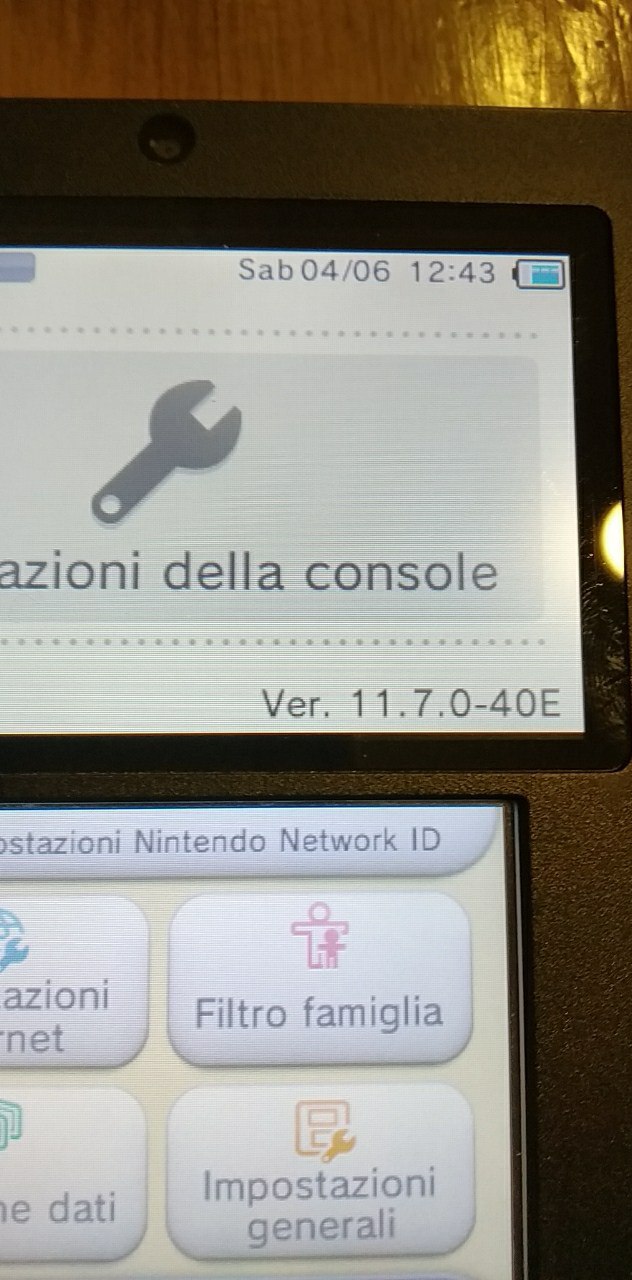 Sab 04/06 12:43
azioni della console
Ver. 11.7.0-40E
ostazioni Nintendo Network ID
azioni
rnet
Filtro famiglia
ne dati
Impostazioni
generali